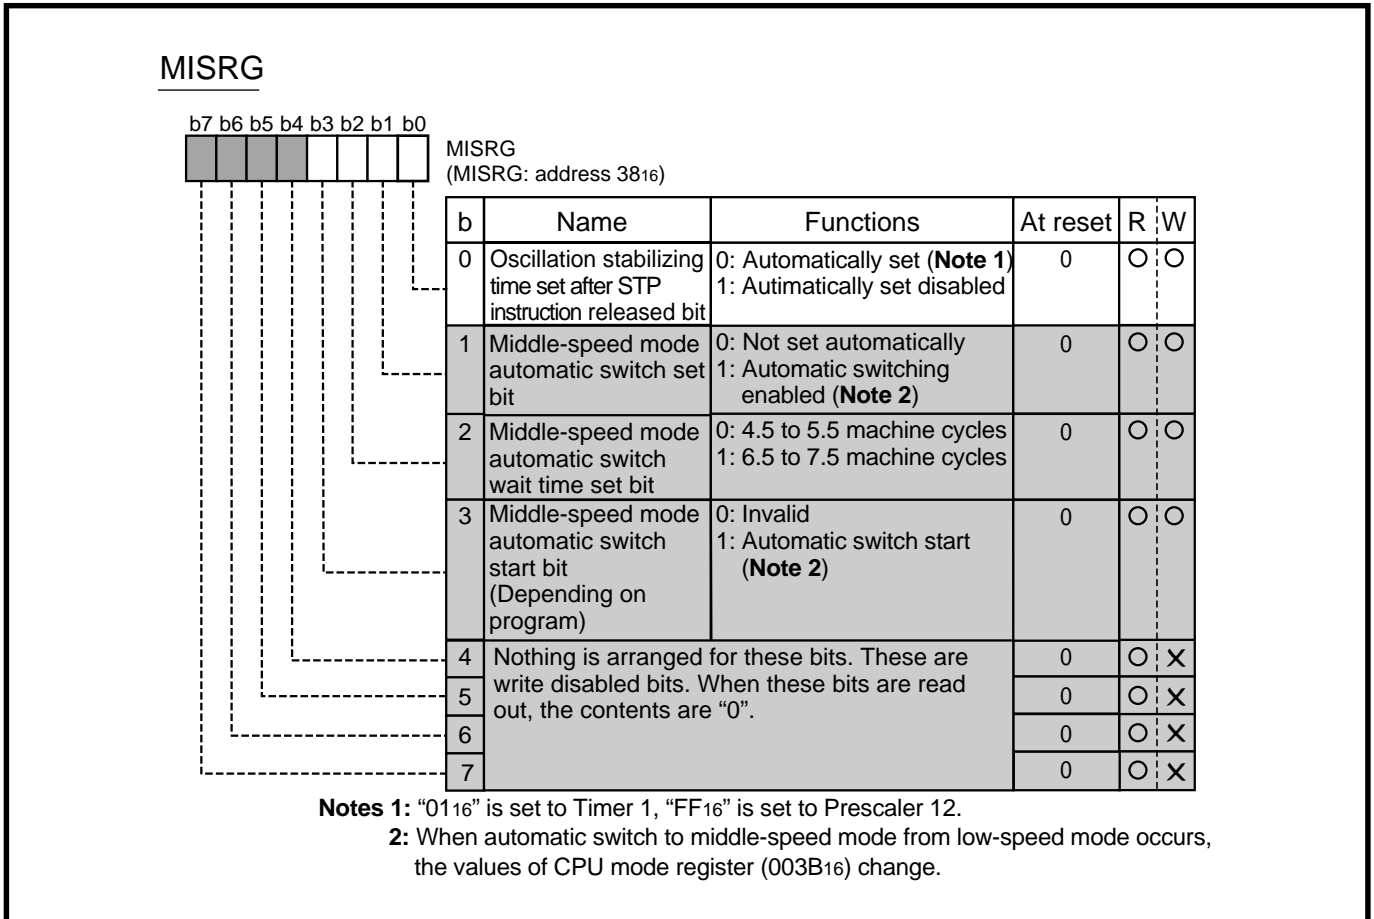 MISRG
b7 b6 b5 b4 b3 b2 b1 b0
MISRG
(MISRG: address 3816)
b Name Functions At reset R W
0 Oscillation stabilizing time set after STP instruction released bit 0: Automatically set (Note 1) 1: Autimatically set disabled 0 O O
1 Middle-speed mode automatic switch set bit 0: Not set automatically 1: Automatic switching enabled (Note 2) 0 O O
2 Middle-speed mode automatic switch wait time set bit 0: 4.5 to 5.5 machine cycles 1: 6.5 to 7.5 machine cycles 0 O O
3 Middle-speed mode automatic switch start bit (Depending on program) 0: Invalid 1: Automatic switch start (Note 2) 0 O O
4 Nothing is arranged for these bits. These are 0 O X
5 write disabled bits. When these bits are read out, the contents are “0”. 0 O X
6 0 O X
7 0 O X
Notes 1: “0116” is set to Timer 1, “FF16” is set to Prescaler 12.
2: When automatic switch to middle-speed mode from low-speed mode occurs,
the values of CPU mode register (003B16) change.